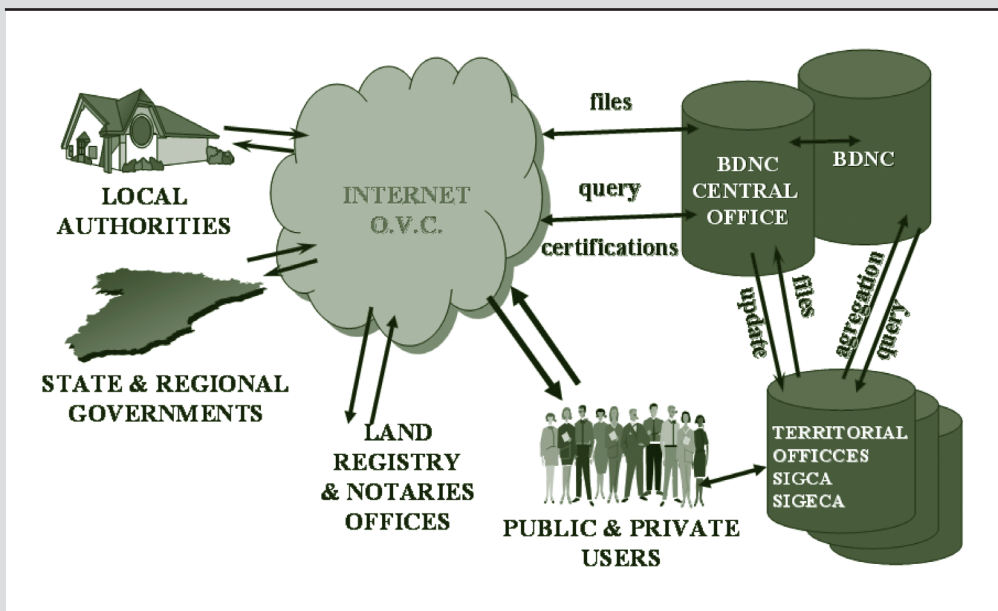 LOCAL
AUTHORITIES
STATE & REGIONAL
GOVERNMENTS
INTERNET
O.V.C.
LAND
REGISTRY
& NOTARIES
OFFICES
PUBLIC & PRIVATE
USERS
files
query
certifications
BDNC
CENTRAL
OFFICE
BDNC
update
files
agregation
query
TERRITORIAL
OFFICCES
SIGCA
SIGECA